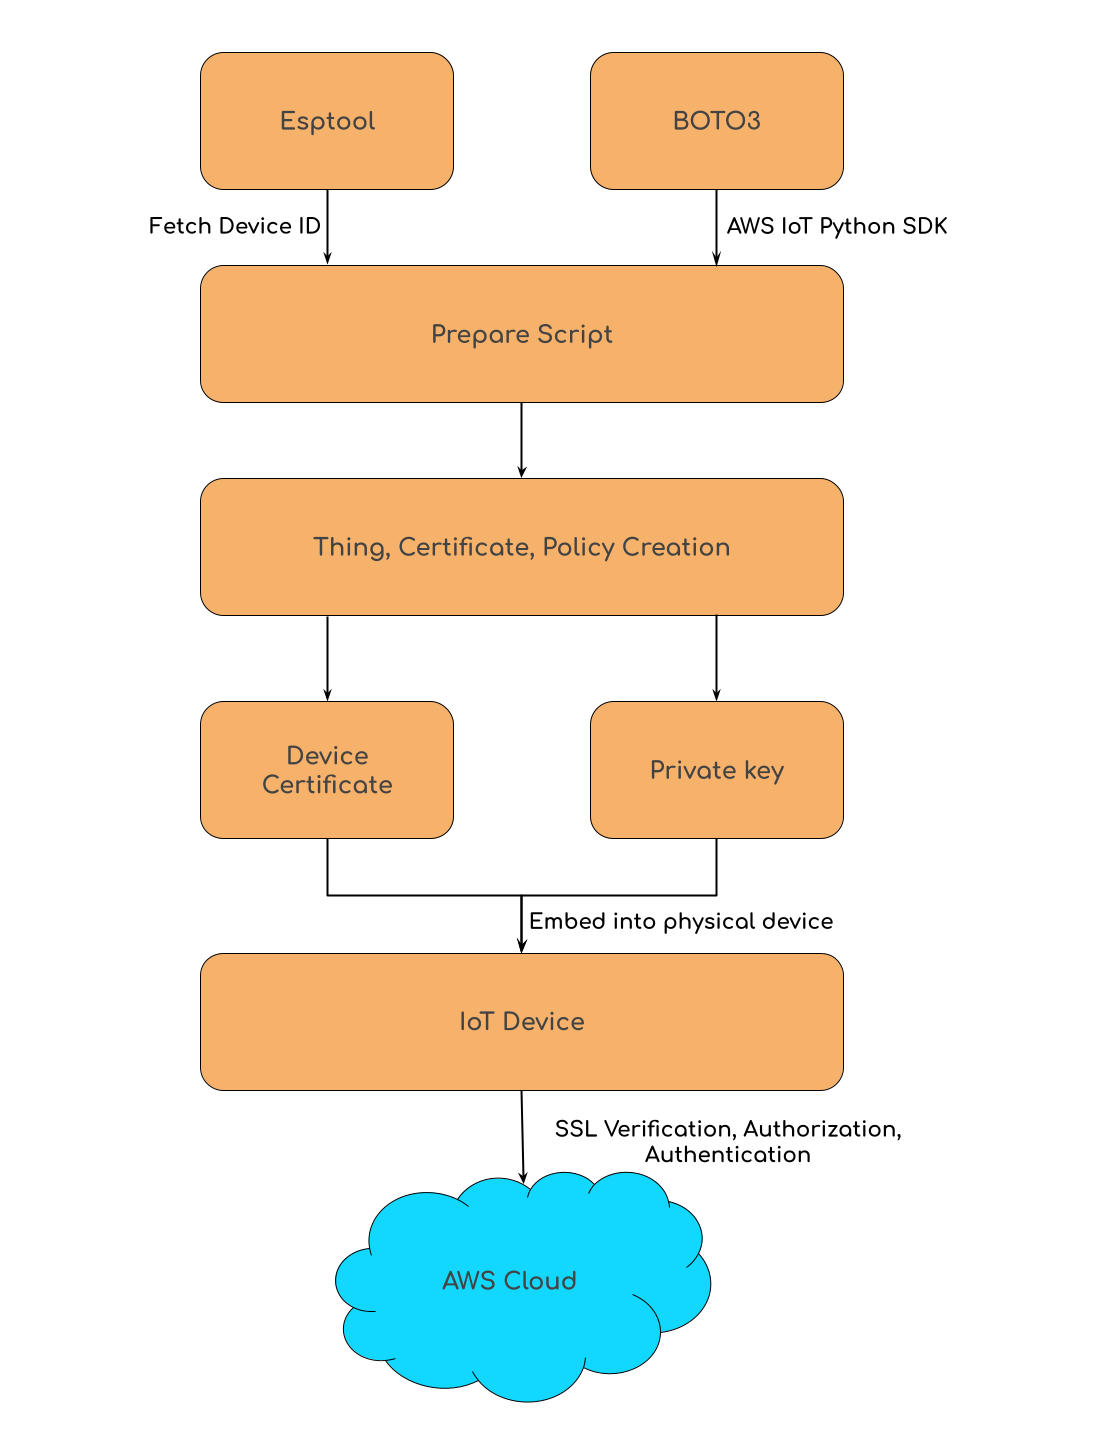 Esptool
BOTO3
Fetch Device ID
AWS IoT Python SDK
Prepare Script
Thing, Certificate, Policy Creation
Device
Certificate
Private key
Embed into physical device
IoT Device
SSL Verification, Authorization,
Authentication
AWS Cloud